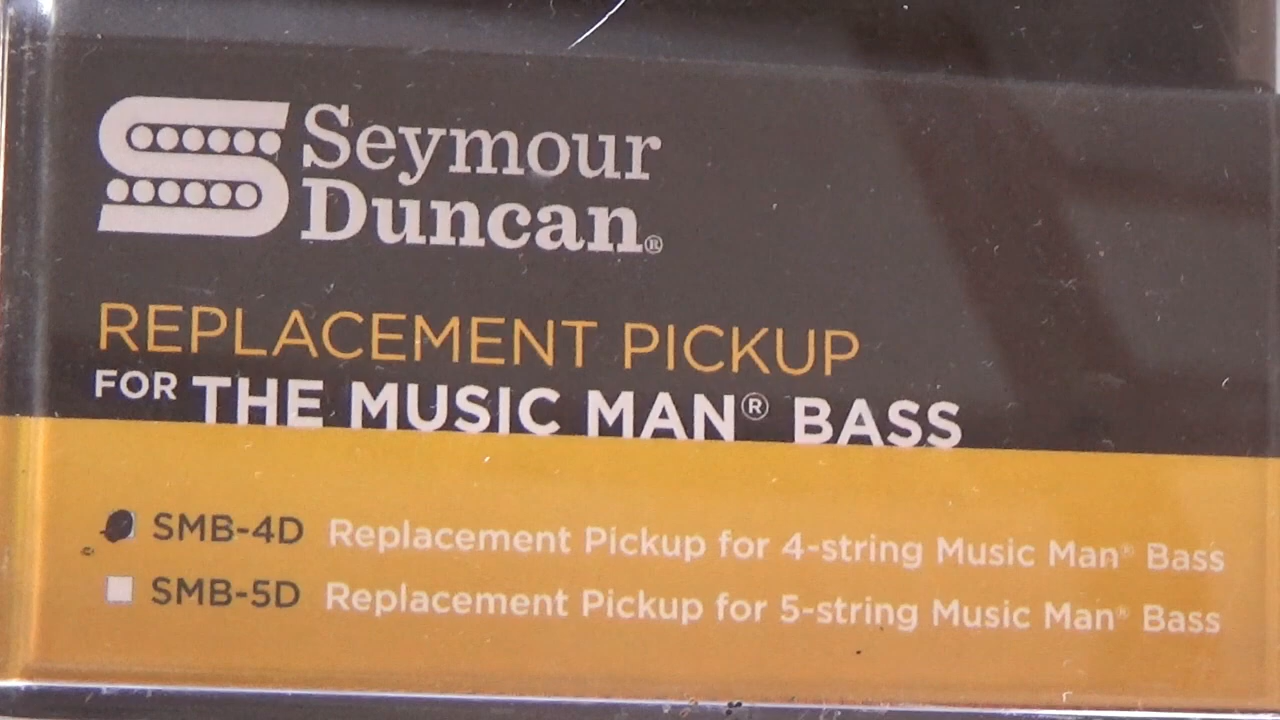 Seymour
Duncan®
REPLACEMENT PICKUP
FOR THE MUSIC MAN® BASS
SMB-4D Replacement Pickup for 4-string Music Man® Bass
SMB-5D Replacement Pickup for 5-string Music Man® Bass